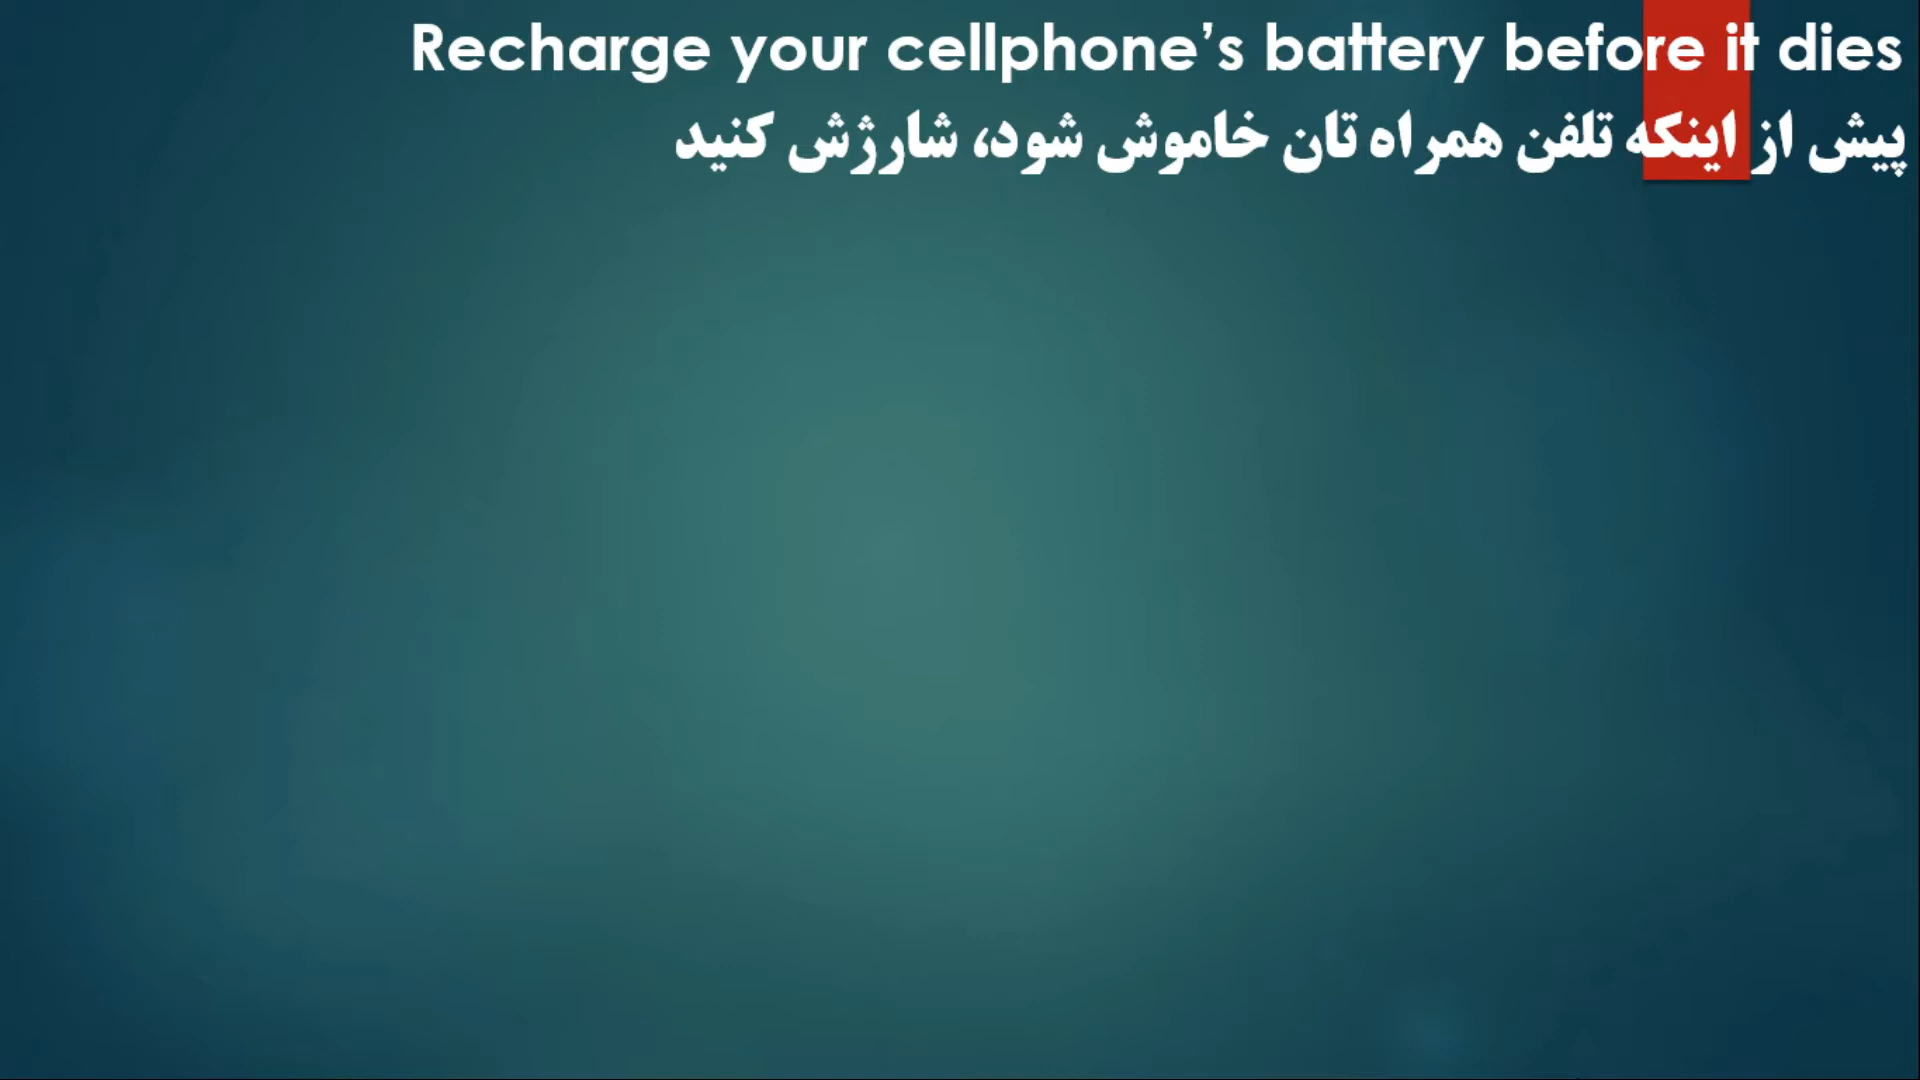 Recharge your cellphone’s battery before it dies
پیش از اینکه تلفن همراه تان خاموش شود، شارژش کنید